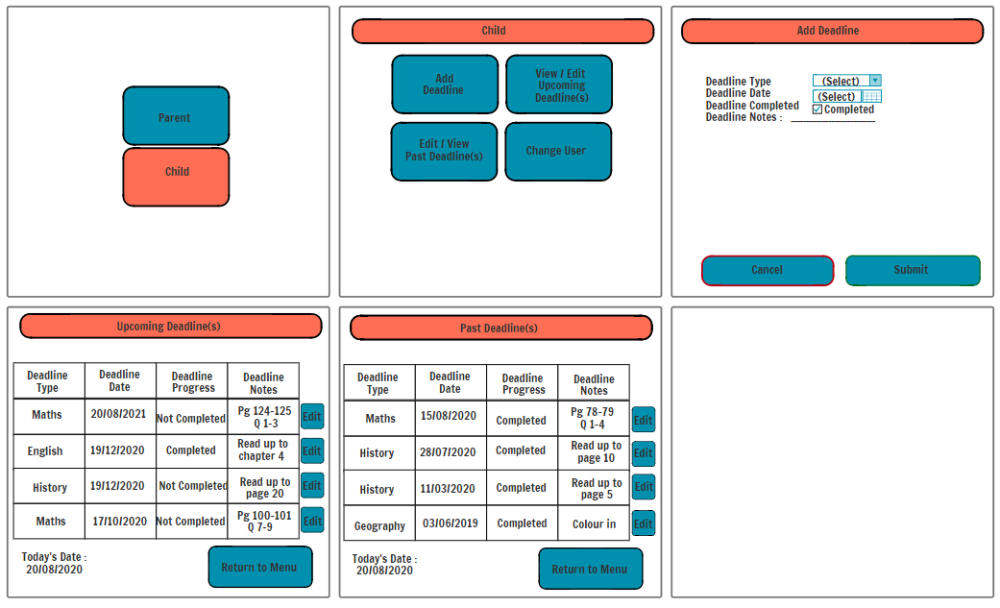 Parent
Child
Child
Add
Deadline
View / Edit
Upcoming
Deadline(s)
Edit / View
Past Deadline(s)
Change User
Add Deadline
Deadline Type (Select)
Deadline Date (Select)
Deadline Completed Completed
Deadline Notes :
Cancel Submit
Upcoming Deadline(s)
Deadline Type Deadline Date Deadline Progress Deadline Notes
Maths 20/08/2021 Not Completed Pg 124-125 Q 1-3 Edit
English 19/12/2020 Completed Read up to chapter 4 Edit
History 19/12/2020 Not Completed Read up to page 20 Edit
Maths 17/10/2020 Not Completed Pg 100-101 Q 7-9 Edit
Today's Date :
20/08/2020
Return to Menu
Past Deadline(s)
Deadline Type Deadline Date Deadline Progress Deadline Notes
Maths 15/08/2020 Completed Pg 78-79 Q 1-4 Edit
History 28/07/2020 Completed Read up to page 10 Edit
History 11/03/2020 Completed Read up to page 5 Edit
Geography 03/06/2019 Completed Colour in Edit
Today's Date :
20/08/2020
Return to Menu